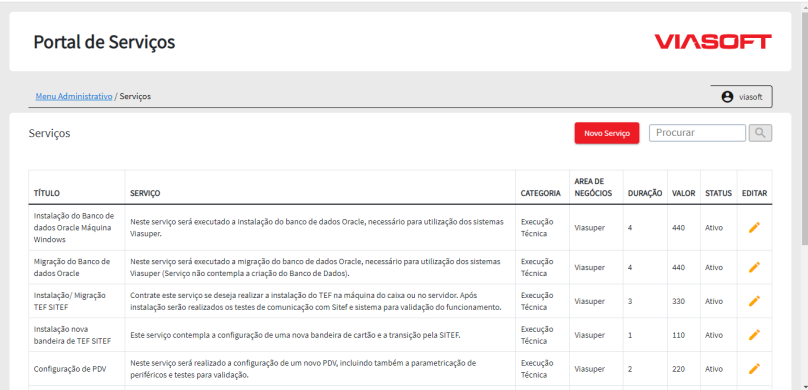 Portal de Serviços
VIASOFT
Menu Administrativo / Serviços
viasoft
Serviços
Novo Serviço
Procurar
TÍTULO SERVIÇO CATEGORIA AREA DE NEGÓCIOS DURAÇÃO VALOR STATUS EDITAR
Instalação do Banco de
dados Oracle Máquina
Windows
Neste serviço será executado a instalação do banco de dados Oracle, necessário para utilização dos sistemas
Viasuper.
Execução
Técnica
Viasuper 4 440 Ativo
Migração do Banco de
dados Oracle
Neste serviço será executado a migração do banco de dados Oracle, necessário para utilização dos sistemas
Viasuper (Serviço não contempla a criação do Banco de Dados).
Execução
Técnica
Viasuper 4 440 Ativo
Instalação/ Migração
TEF SITEF
Contrate este serviço se deseja realizar a instalação do TEF na máquina do caixa ou no servidor. Após
instalação serão realizados os testes de comunicação com Sitef e sistema para validação do funcionamento.
Execução
Técnica
Viasuper 3 330 Ativo
Instalação nova
bandeira de TEF SITEF
Este serviço contempla a configuração de uma nova bandeira de cartão e a transição pela SITEF.
Execução
Técnica
Viasuper 1 110 Ativo
Configuração de PDV
Neste serviço será realizado a configuração de um novo PDV, incluindo também a parametricação de
periféricos e testes para validação.
Execução
Técnica
Viasuper 2 220 Ativo